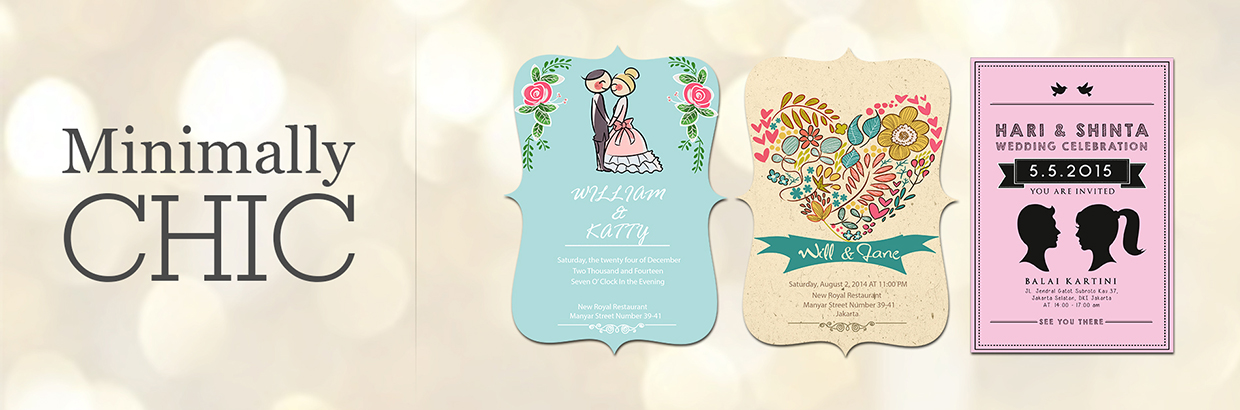 Minimally
CHIC
WILLIAM
&
KATTY
Saturday, the twenty four of December
Two Thousand and Fourteen
Seven O' Clock In the Evening
New Royal Restaurant
Manyar Street Number 39-41
Will & Jane
Saturday, August 2, 2014 AT 11:00 PM
New Royal Restaurant
Manyar Street Number 39-41
Jakarta.
HARI & SHINTA
WEDDING CELEBRATION
5.5.2015
YOU ARE INVITED
BALAI KARTINI
JL. Jendral Gatot Subroto Kas 37,
Jakarta Selatan, DKI Jakarta
AT 14.00 - 17.00 am
SEE YOU THERE